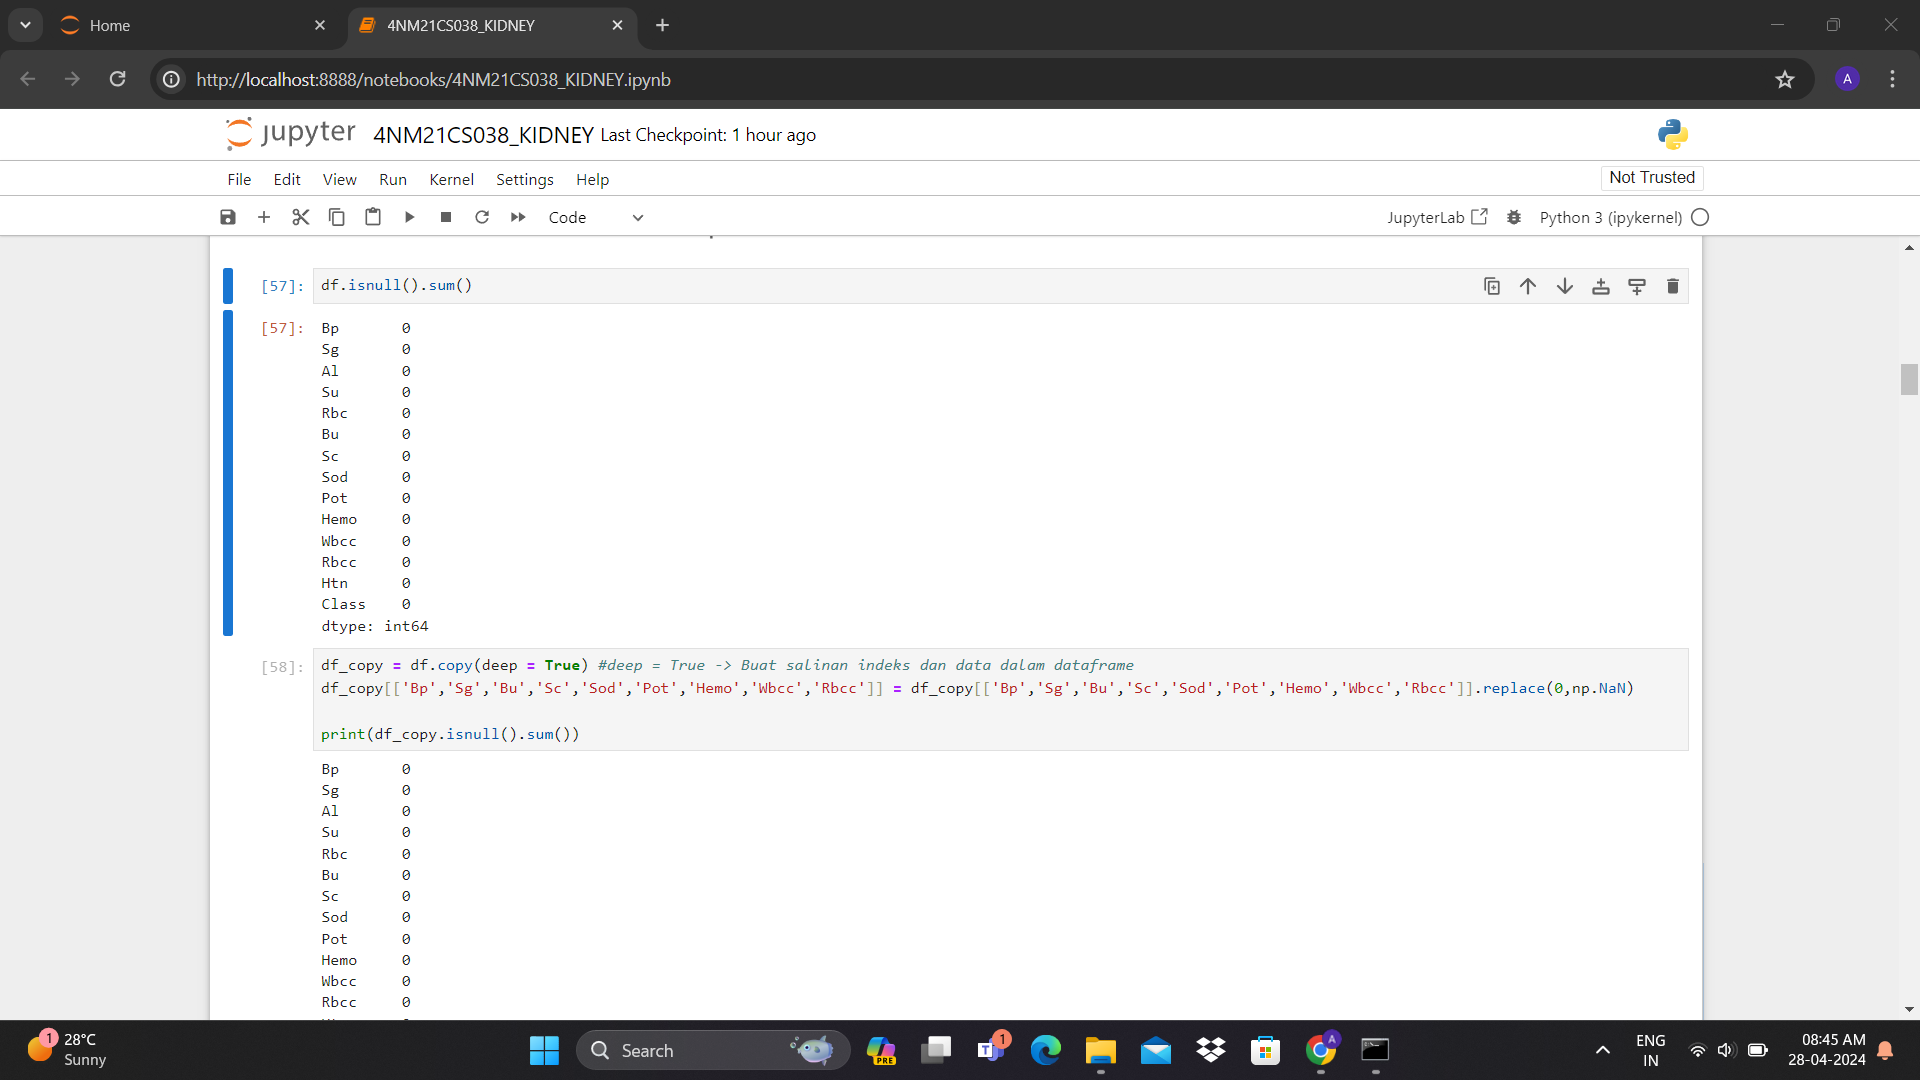 Home
4NM21CS038_KIDNEY
http://localhost:8888/notebooks/4NM21CS038_KIDNEY.ipynb
A
jupyter 4NM21CS038_KIDNEY Last Checkpoint: 1 hour ago
File Edit View Run Kernel Settings Help
Not Trusted
Code
JupyterLab
Python 3 (ipykernel)
[57]: df.isnull().sum()
[57]: Bp 0
Sg 0
Al 0
Su 0
Rbc 0
Bu 0
Sc 0
Sod 0
Pot 0
Hemo 0
Wbcc 0
Rbcc 0
Htn 0
Class 0
dtype: int64
[58]: df_copy = df.copy(deep = True) #deep = True -> Buat salinan indeks dan data dalam dataframe
df_copy[['Bp','Sg','Bu','Sc','Sod','Pot','Hemo','Wbcc','Rbcc']] = df_copy[['Bp','Sg','Bu','Sc','Sod','Pot','Hemo','Wbcc','Rbcc']].replace(0,np.NaN)
print(df_copy.isnull().sum())
Bp 0
Sg 0
Al 0
Su 0
Rbc 0
Bu 0
Sc 0
Sod 0
Pot 0
Hemo 0
Wbcc 0
Rbcc 0
1
28°C
Sunny
Search
PRE
T
1
A
ENG
IN
08:45 AM
28-04-2024